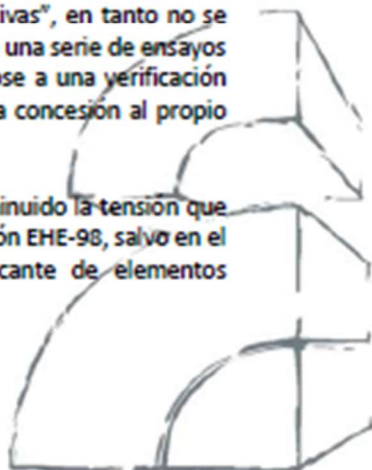 ivas", en tanto no se
una serie de ensayos
ose a una verificación
a concesión al propio
inuido la tensión que
ón EHE-98, salvo en el
cante de elementos